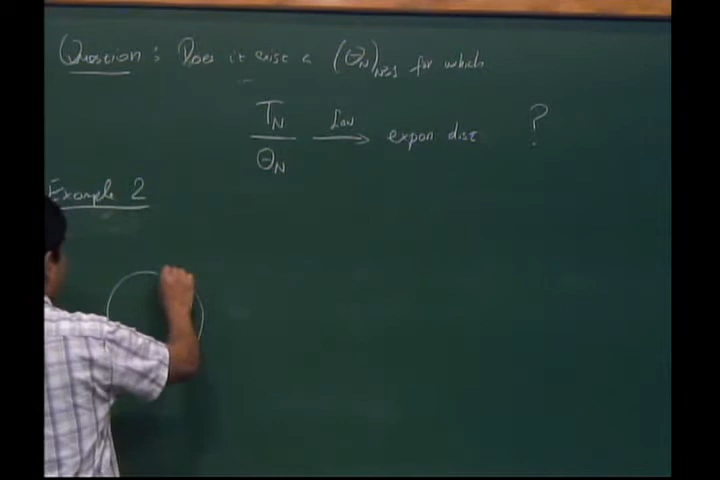 Question: Does it exist a (Θ_N)_{N≥1} for which
T_N / Θ_N —Law→ expon dist ?
Example 2